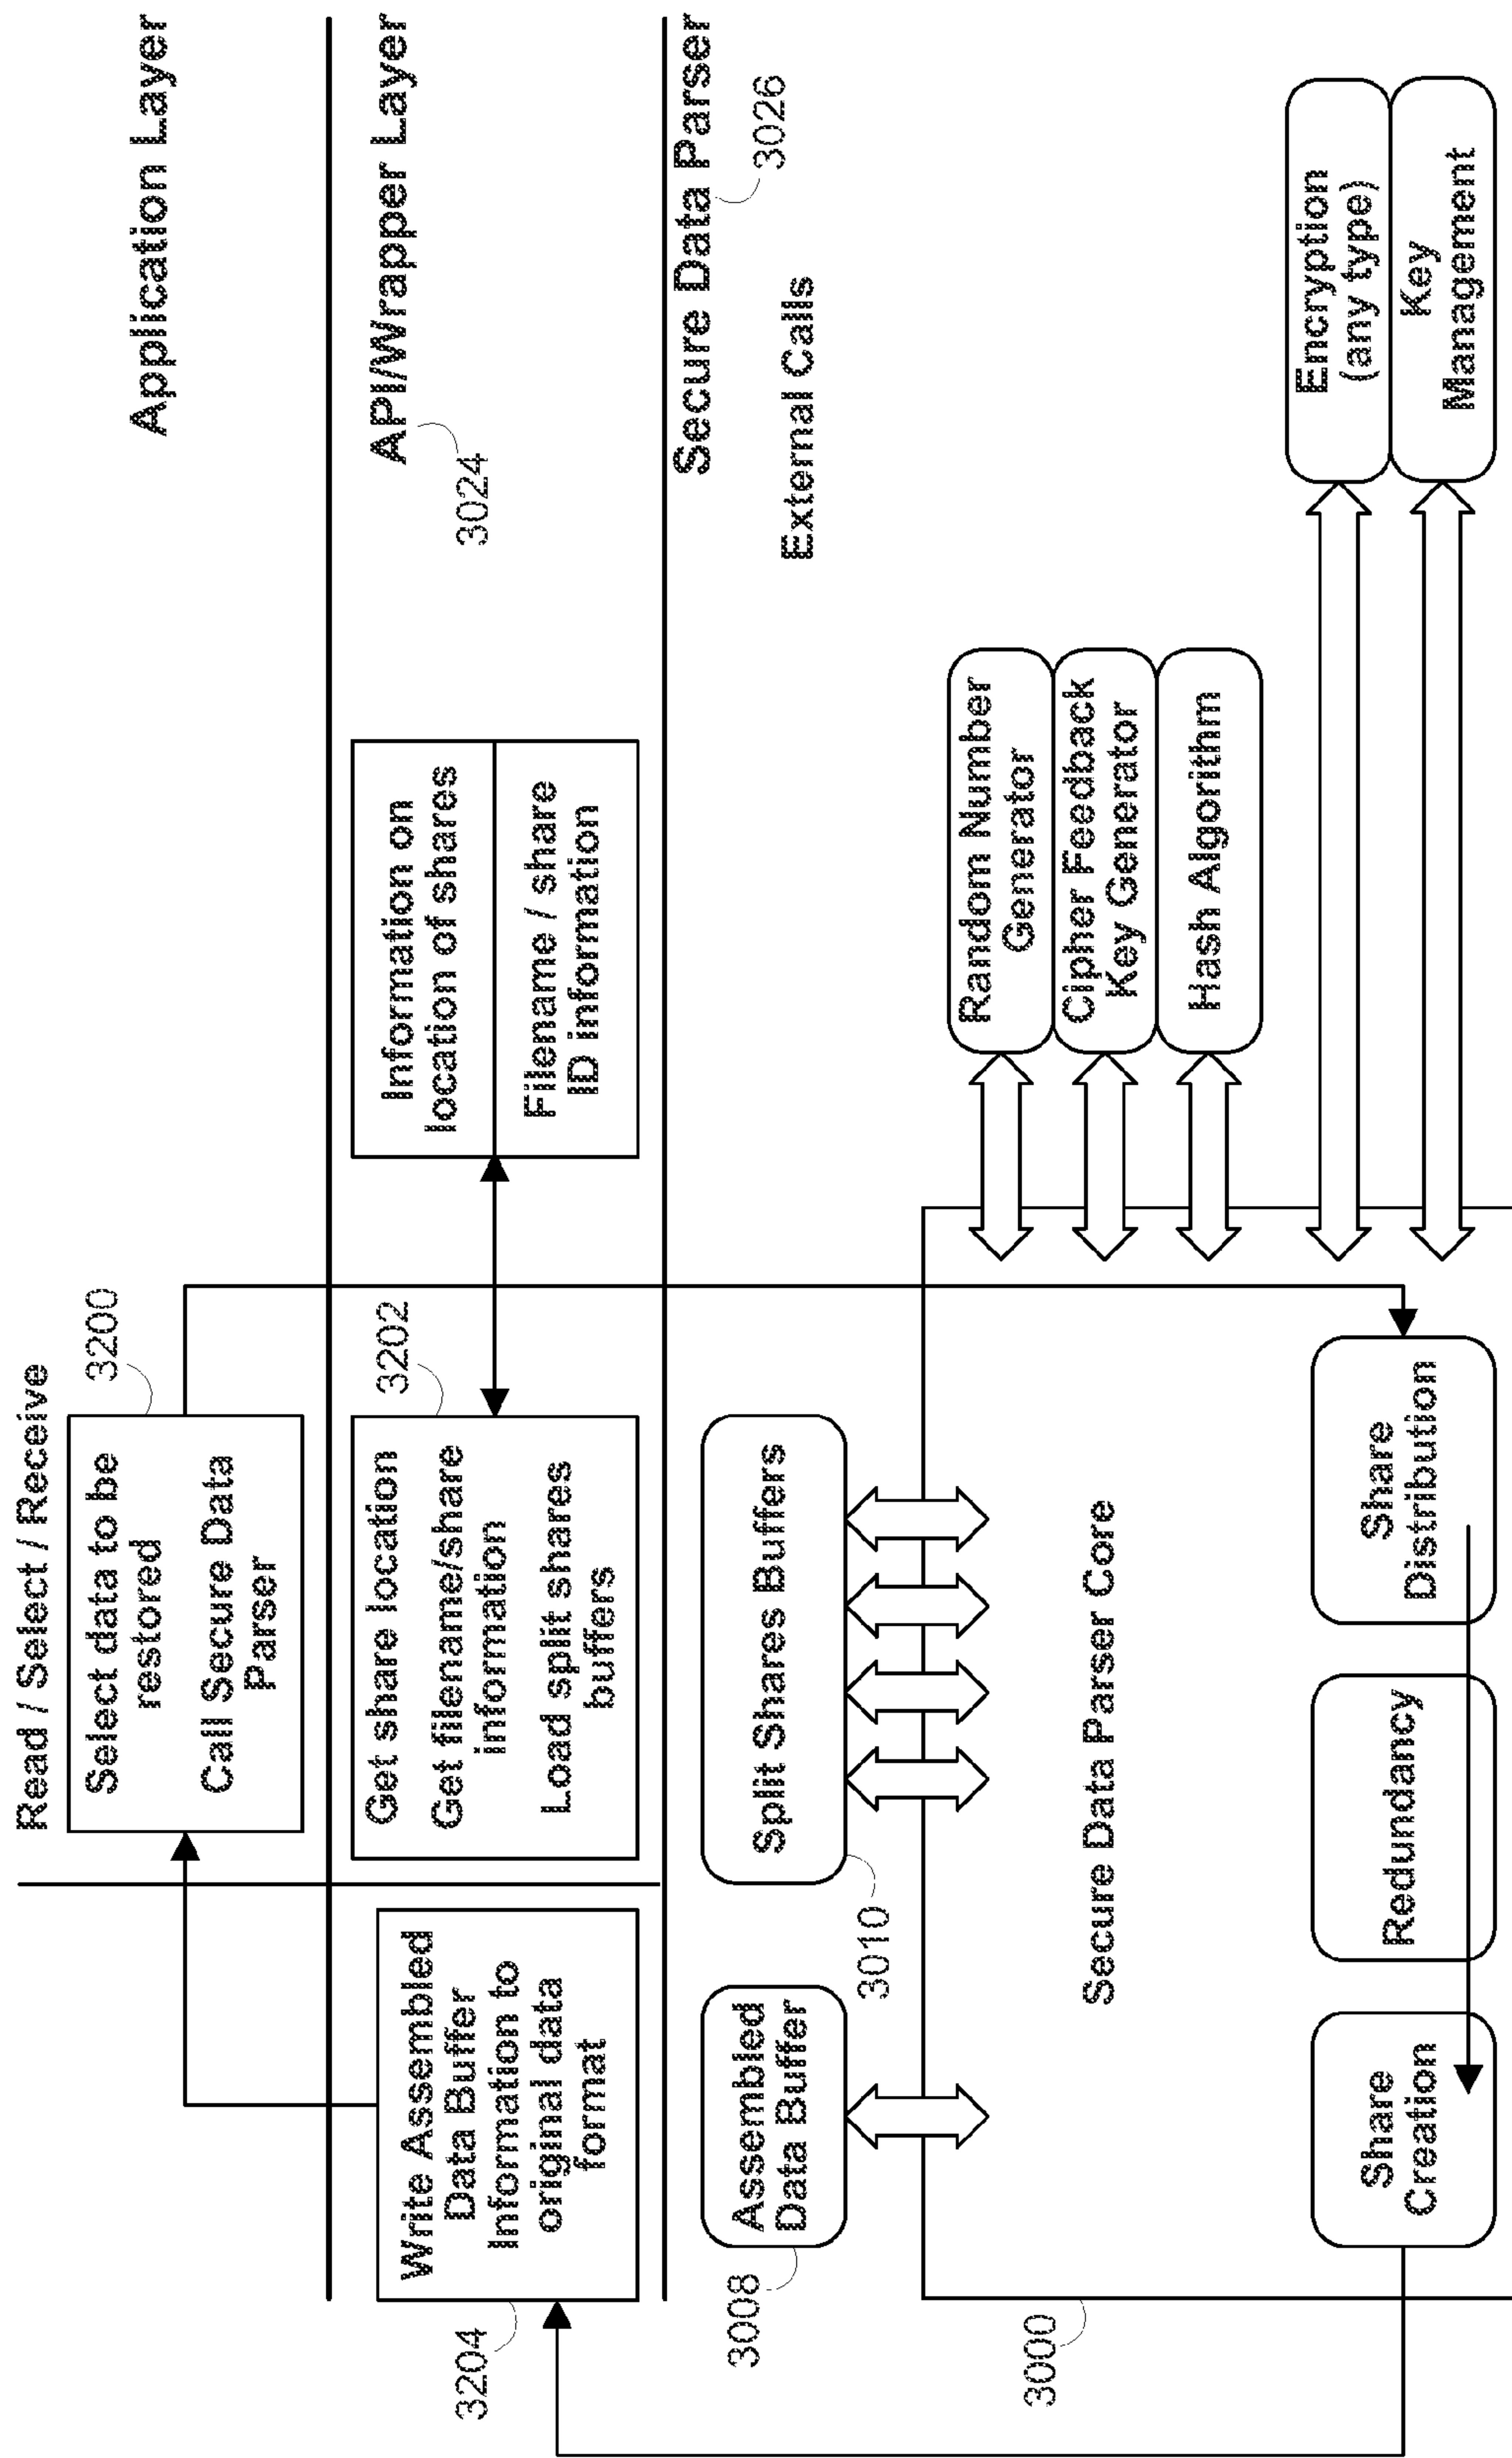 Read / Select / Receive
Application Layer
3200
Select data to be
restored
Call Secure Data
Parser
API/Wrapper Layer
3024
3204
Write Assembled
Data Buffer
Information to
original data
format
3202
Get share location
Get filename/share
information
Load split shares
buffers
Information on
location of shares
Filename / share
ID information
Secure Data Parser
3026
External Calls
3008
Assembled
Data Buffer
3010
Split Shares Buffers
3000
Secure Data Parser Core
Random Number
Generator
Cipher Feedback
Key Generator
Hash Algorithm
Encryption
(any type)
Key
Management
Share
Creation
Redundancy
Share
Distribution